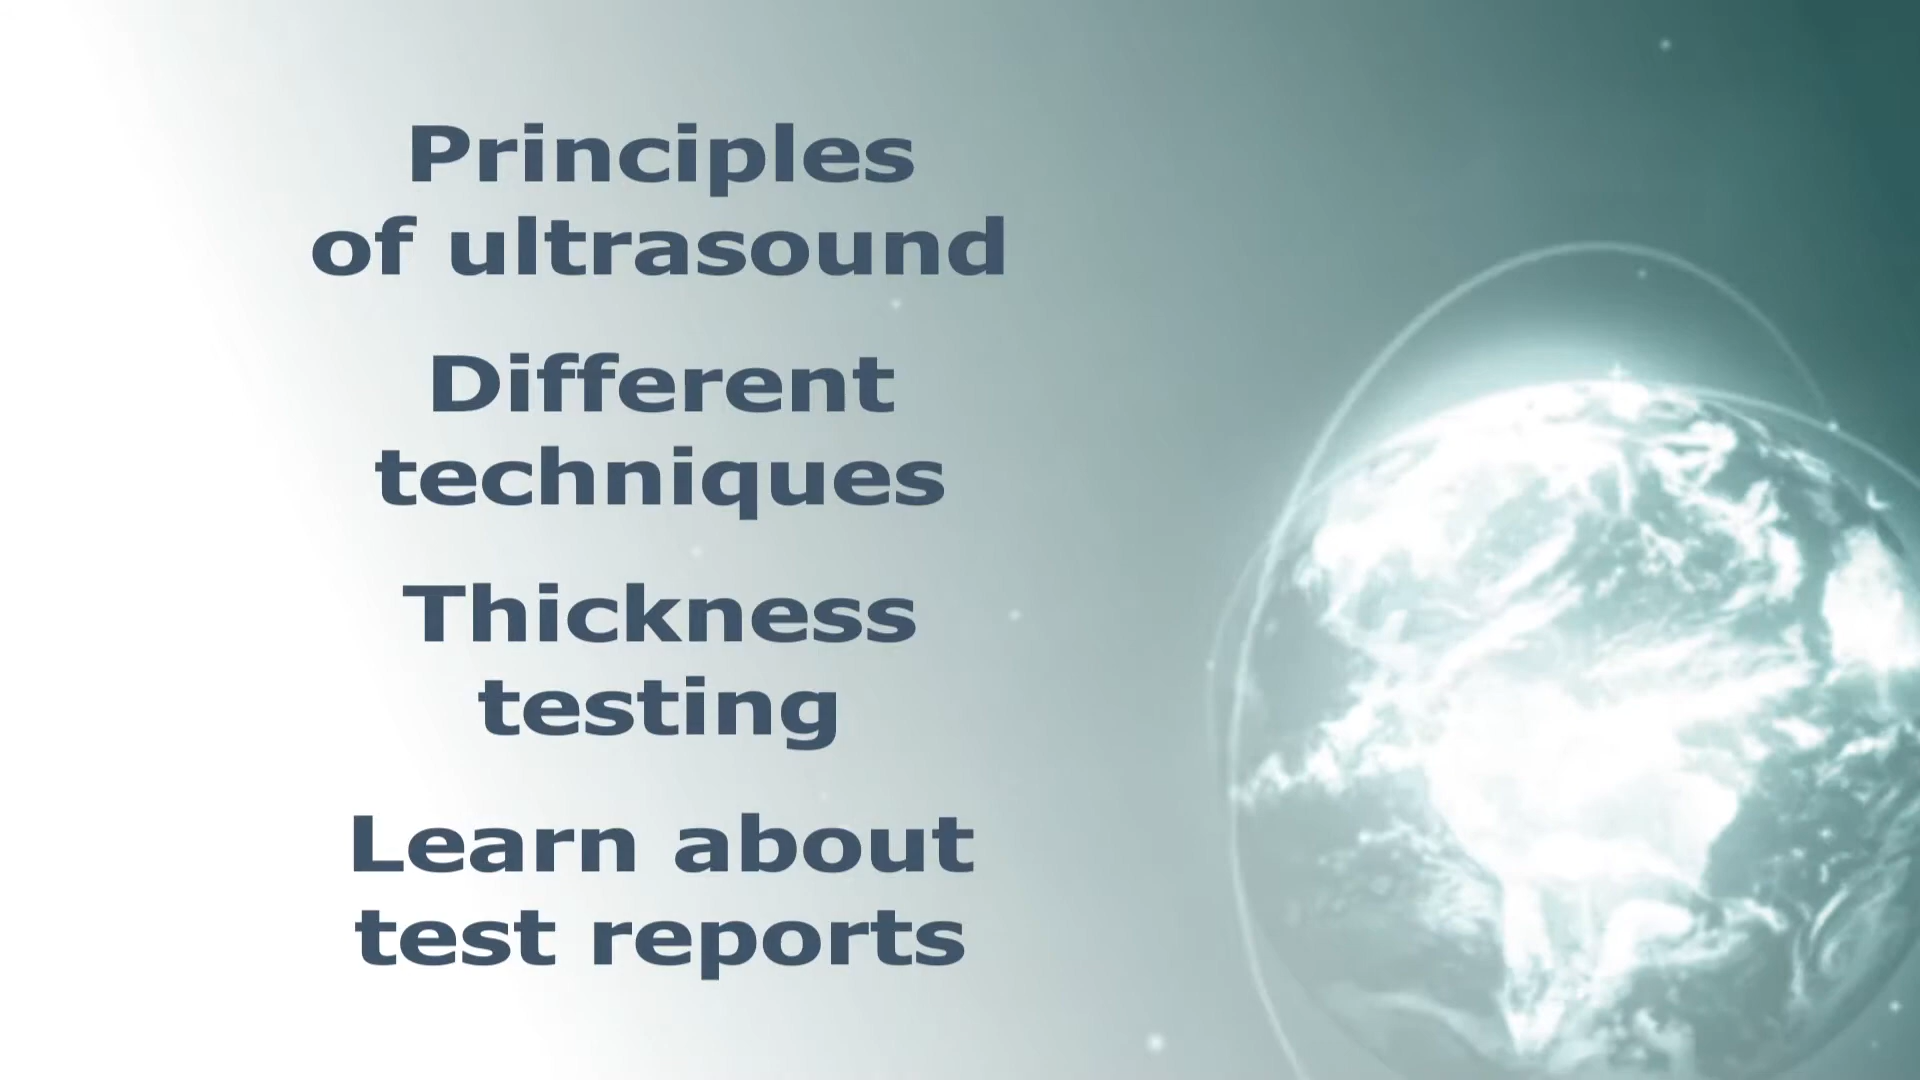 Principles
of ultrasound
Different
techniques
Thickness
testing
Learn about
test reports